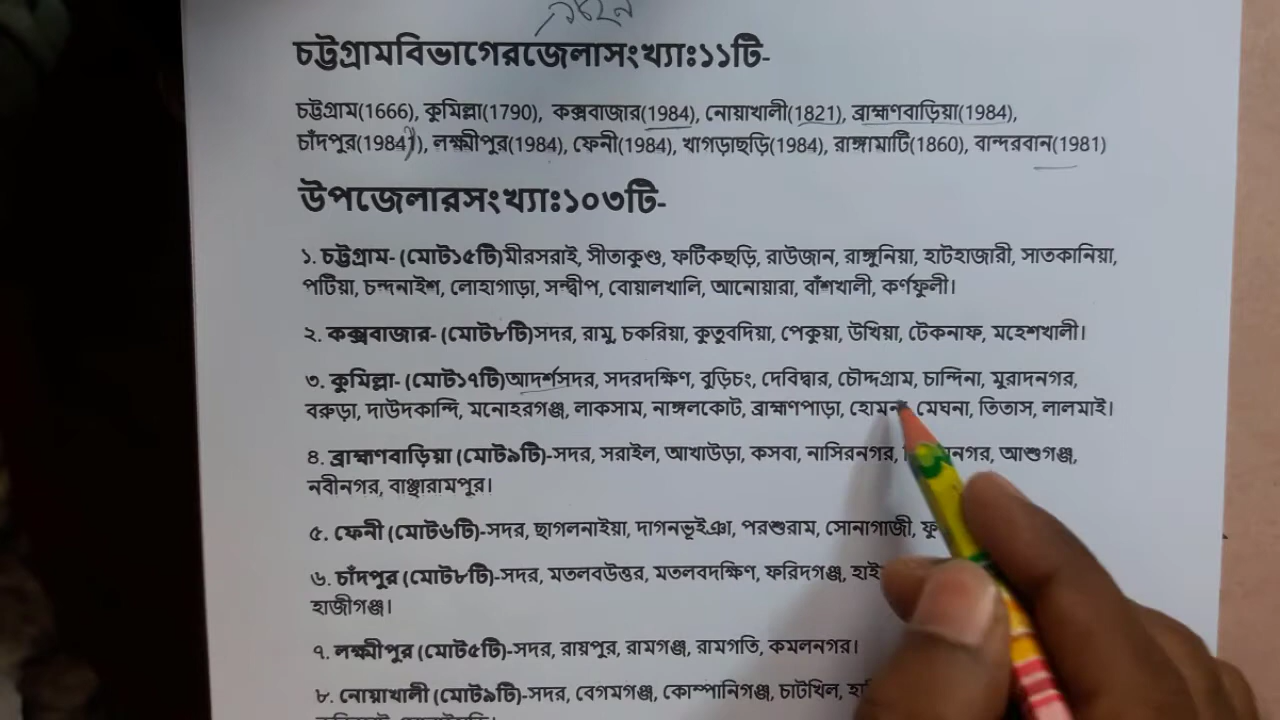 চট্টগ্রামবিভাগেরজেলাসংখ্যাঃ১১টি-
চট্টগ্রাম(1666), কুমিল্লা(1790), কক্সবাজার(1984), নোয়াখালী(1821), ব্রাহ্মণবাড়িয়া(1984),
চাঁদপুর(1984), লক্ষ্মীপুর(1984), ফেনী(1984), খাগড়াছড়ি(1984), রাঙ্গামাটি(1860), বান্দরবান(1981)
উপজেলারসংখ্যাঃ১০৩টি-
১. চট্টগ্রাম- (মোট১৫টি)মীরসরাই, সীতাকুণ্ড, ফটিকছড়ি, রাউজান, রাঙ্গুনিয়া, হাটহাজারী, সাতকানিয়া,
পটিয়া, চন্দনাইশ, লোহাগাড়া, সন্দ্বীপ, বোয়ালখালি, আনোয়ারা, বাঁশখালী, কর্ণফুলী।
২. কক্সবাজার- (মোট৮টি)সদর, রামু, চকরিয়া, কুতুবদিয়া, পেকুয়া, উখিয়া, টেকনাফ, মহেশখালী।
৩. কুমিল্লা- (মোট১৭টি)আদর্শসদর, সদরদক্ষিণ, বুড়িচং, দেবিদ্বার, চৌদ্দগ্রাম, চান্দিনা, মুরাদনগর,
বরুড়া, দাউদকান্দি, মনোহরগঞ্জ, লাকসাম, নাঙ্গলকোট, ব্রাহ্মণপাড়া, হোমনা, মেঘনা, তিতাস, লালমাই।
৪. ব্রাহ্মণবাড়িয়া (মোট৯টি)-সদর, সরাইল, আখাউড়া, কসবা, নাসিরনগর, আশুগঞ্জ,
নবীনগর, বাঞ্ছারামপুর।
৫. ফেনী (মোট৬টি)-সদর, ছাগলনাইয়া, দাগনভূইঞা, পরশুরাম, সোনাগাজী,
৬. চাঁদপুর (মোট৮টি)-সদর, মতলবউত্তর, মতলবদক্ষিণ, ফরিদগঞ্জ,
হাজীগঞ্জ।
৭. লক্ষ্মীপুর (মোট৫টি)-সদর, রায়পুর, রামগঞ্জ, রামগতি, কমলনগর।
৮. নোয়াখালী (মোট৯টি)-সদর, বেগমগঞ্জ, কোম্পানিগঞ্জ, চাটখিল,